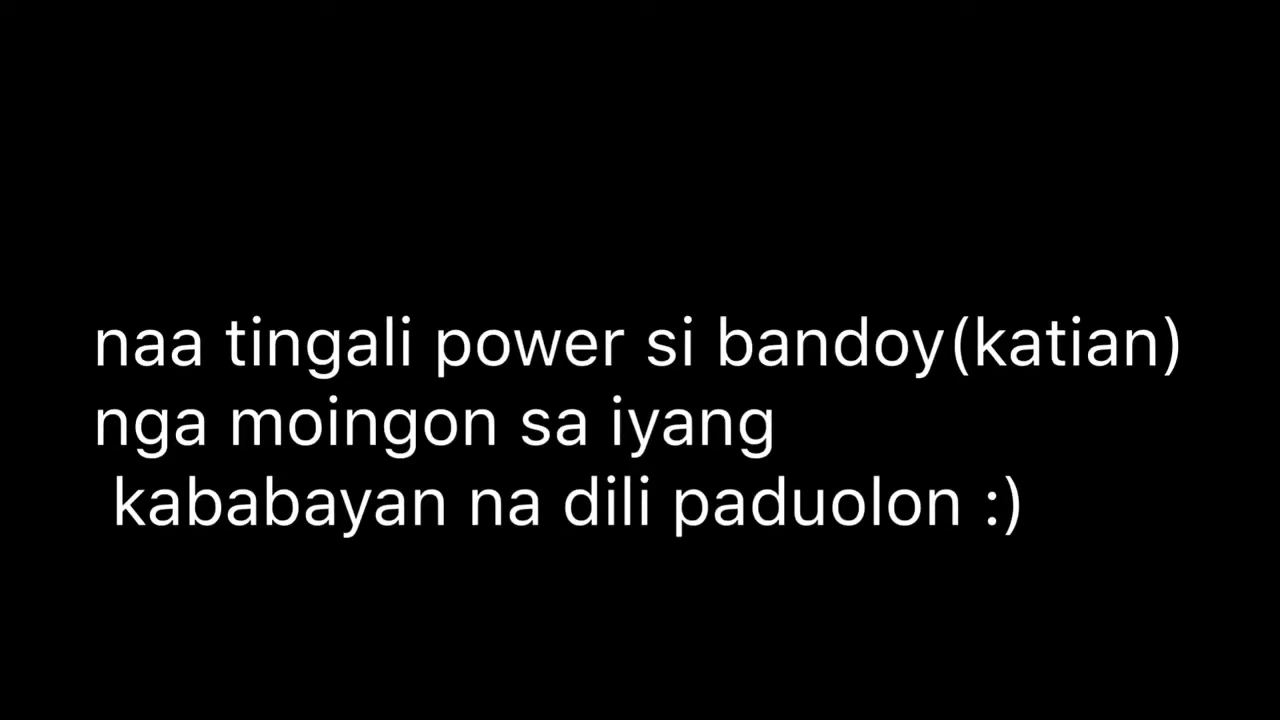 naa tingali power si bandoy(katian)
nga moingon sa iyang
kababayan na dili paduolon :)